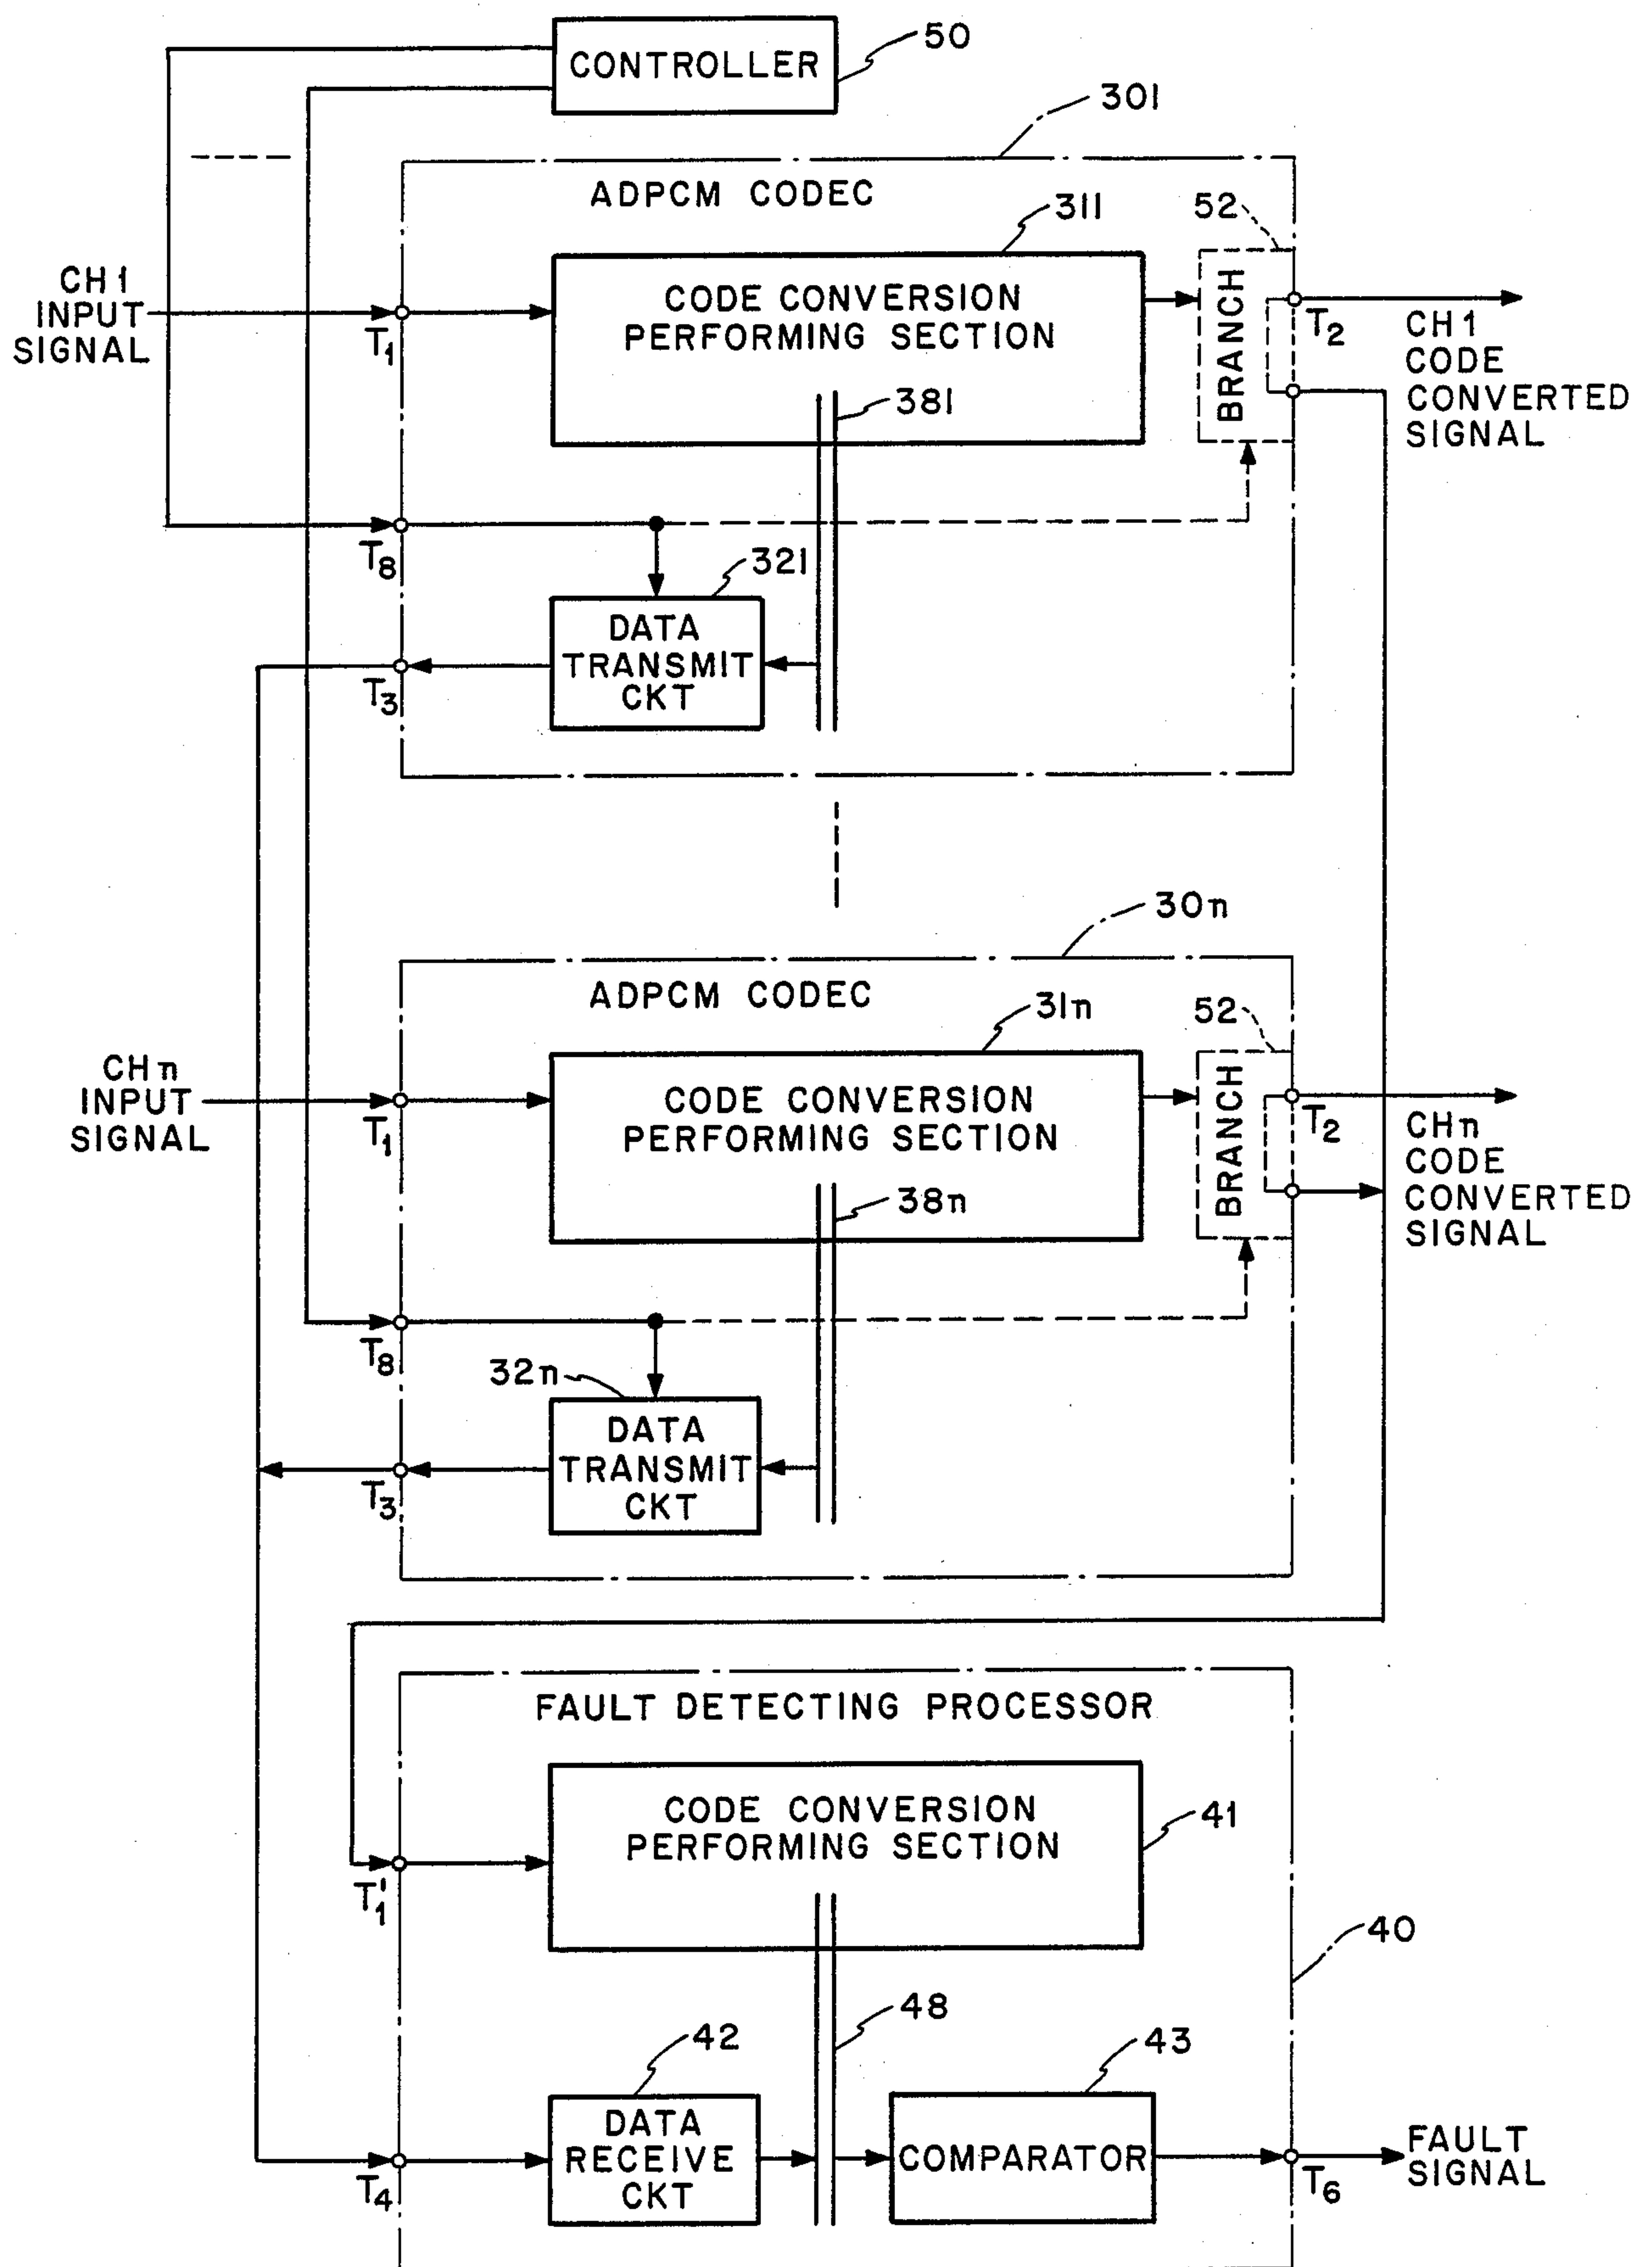 CONTROLLER
50
301
ADPCM CODEC
311
52
CH1
INPUT
SIGNAL
T1
CODE CONVERSION
PERFORMING SECTION
BRANCH
T2
CH1
CODE
CONVERTED
SIGNAL
381
T8
321
DATA
TRANSMIT
CKT
T3
30n
ADPCM CODEC
31n
52
CHn
INPUT
SIGNAL
T1
CODE CONVERSION
PERFORMING SECTION
BRANCH
T2
CHn
CODE
CONVERTED
SIGNAL
38n
T8
32n
DATA
TRANSMIT
CKT
T3
FAULT DETECTING PROCESSOR
CODE CONVERSION
PERFORMING SECTION
41
T1'
40
48
42
43
DATA
RECEIVE
CKT
COMPARATOR
T4
T6
FAULT
SIGNAL